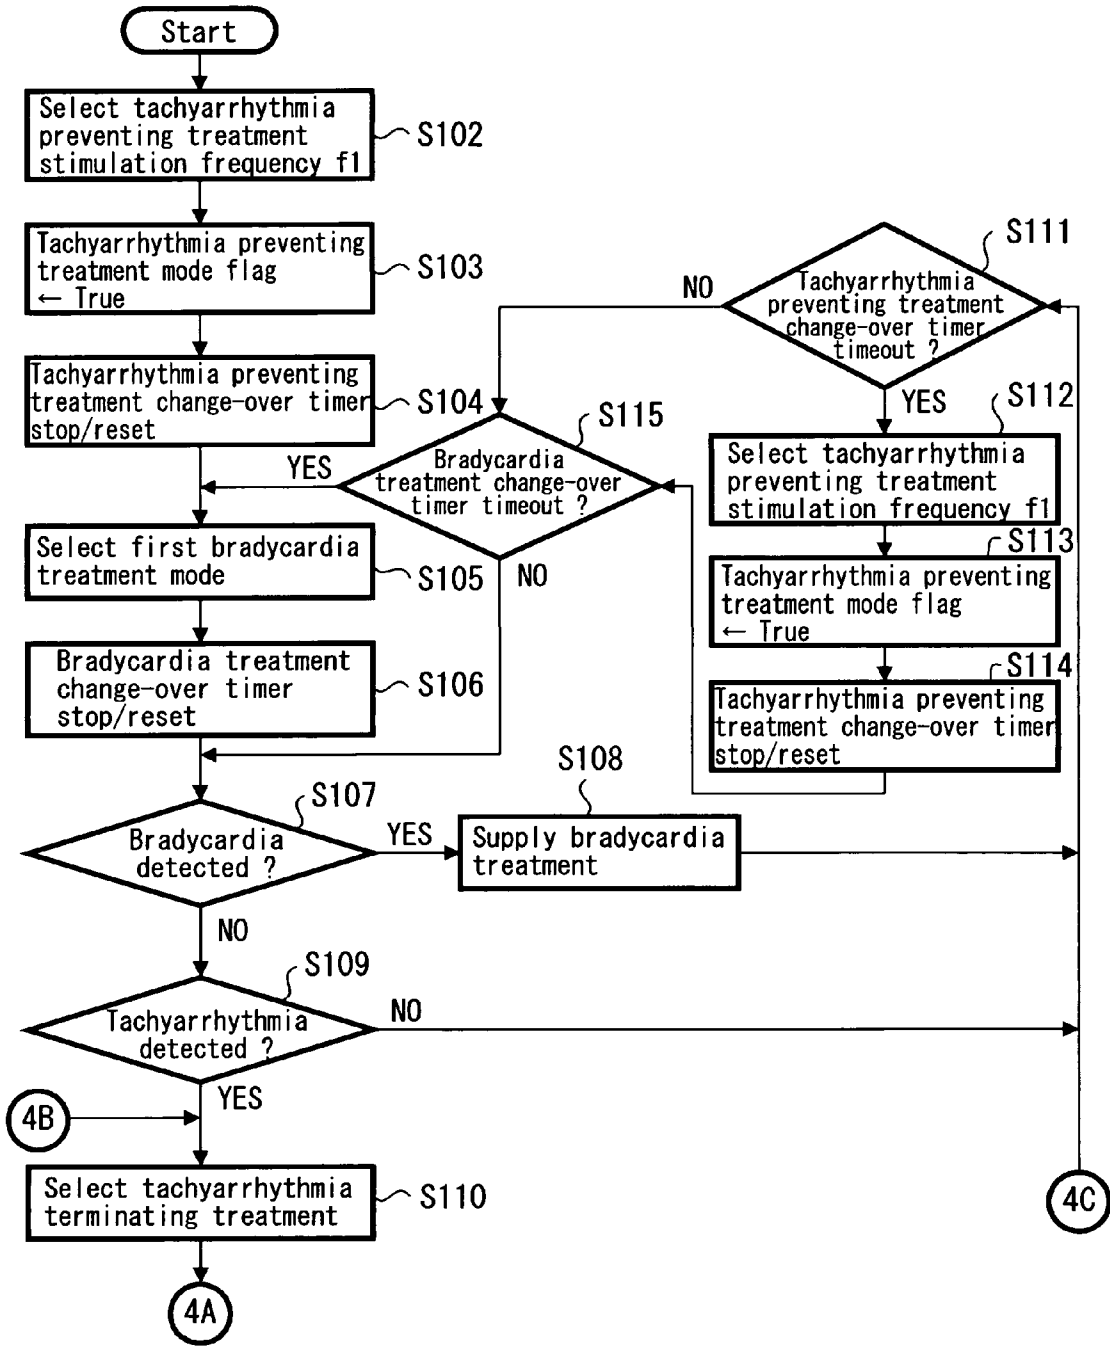 Start
Select tachyarrhythmia
preventing treatment
stimulation frequency f1
S102
Tachyarrhythmia preventing
treatment mode flag
← True
S103
Tachyarrhythmia preventing
treatment change-over timer
stop/reset
S104
Select first bradycardia
treatment mode
S105
Bradycardia treatment
change-over timer
stop/reset
S106
Bradycardia
detected ?
S107
YES
NO
Supply bradycardia
treatment
S108
Tachyarrhythmia
detected ?
S109
NO
YES
4B
Select tachyarrhythmia
terminating treatment
S110
4A
Tachyarrhythmia
preventing treatment
change-over timer
timeout ?
S111
NO
YES
Select tachyarrhythmia
preventing treatment
stimulation frequency f1
S112
Tachyarrhythmia preventing
treatment mode flag
← True
S113
Tachyarrhythmia preventing
treatment change-over timer
stop/reset
S114
Bradycardia
treatment change-over
timer timeout ?
S115
YES
NO
4C